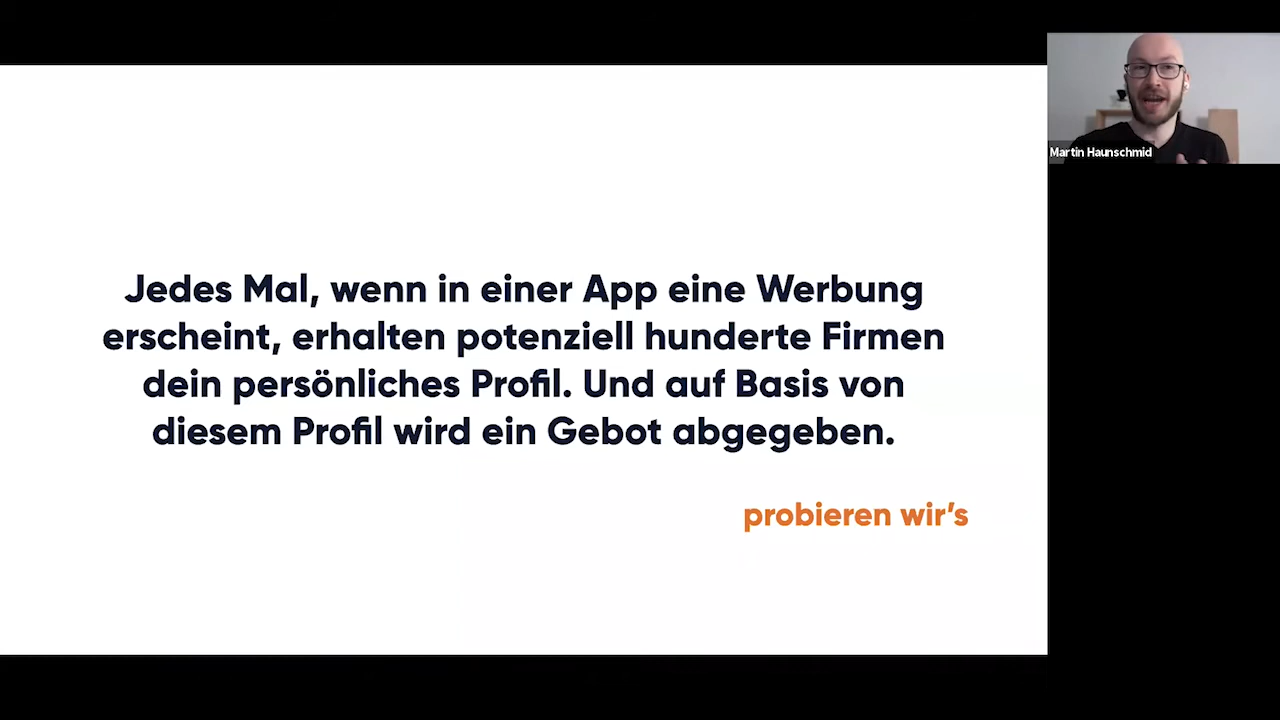 Jedes Mal, wenn in einer App eine Werbung
erscheint, erhalten potenziell hunderte Firmen
dein persönliches Profil. Und auf Basis von
diesem Profil wird ein Gebot abgegeben.
probieren wir's
Martin Haunschmid